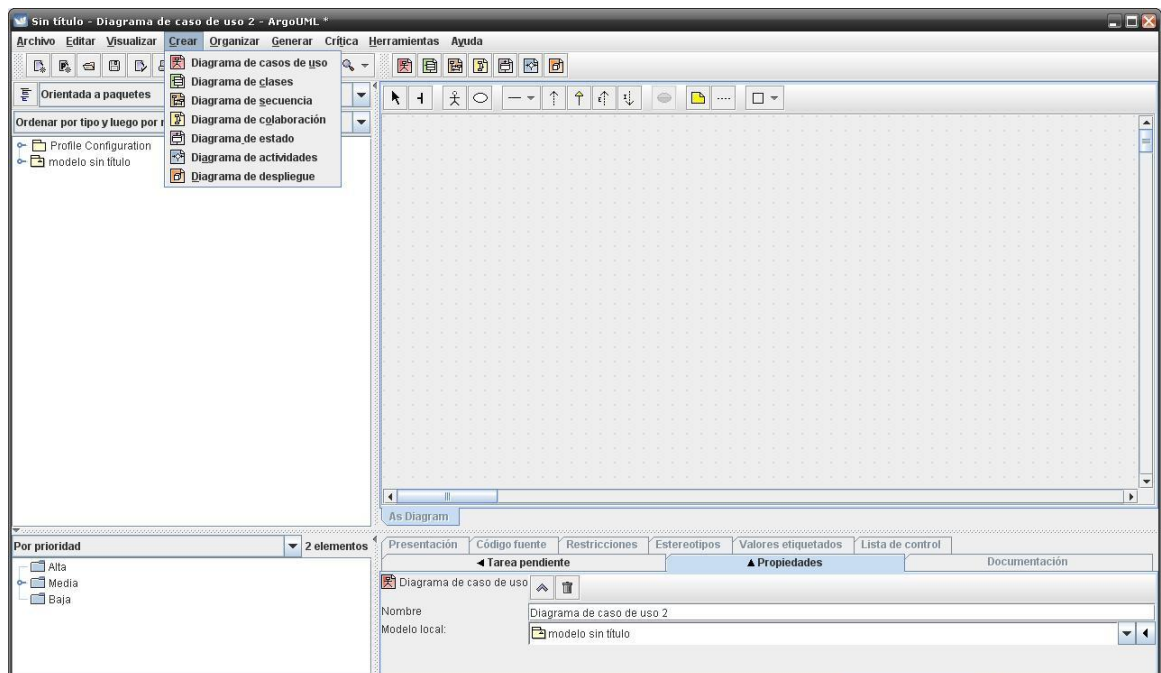 Sin título - Diagrama de caso de uso 2 - ArgoUML *
Archivo Editar Visualizar Crear Organizar Generar Crítica Herramientas Ayuda
Diagrama de casos de uso
Diagrama de clases
Diagrama de secuencia
Diagrama de colaboración
Diagrama de estado
Diagrama de actividades
Diagrama de despliegue
Orientada a paquetes
Ordenar por tipo y luego por
Profile Configuration
modelo sin título
As Diagram
Por prioridad 2 elementos
Alta
Media
Baja
Presentación Código fuente Restricciones Estereotipos Valores etiquetados Lista de control
Tarea pendiente Propiedades Documentación
Diagrama de caso de uso
Nombre Diagrama de caso de uso 2
Modelo local: modelo sin título